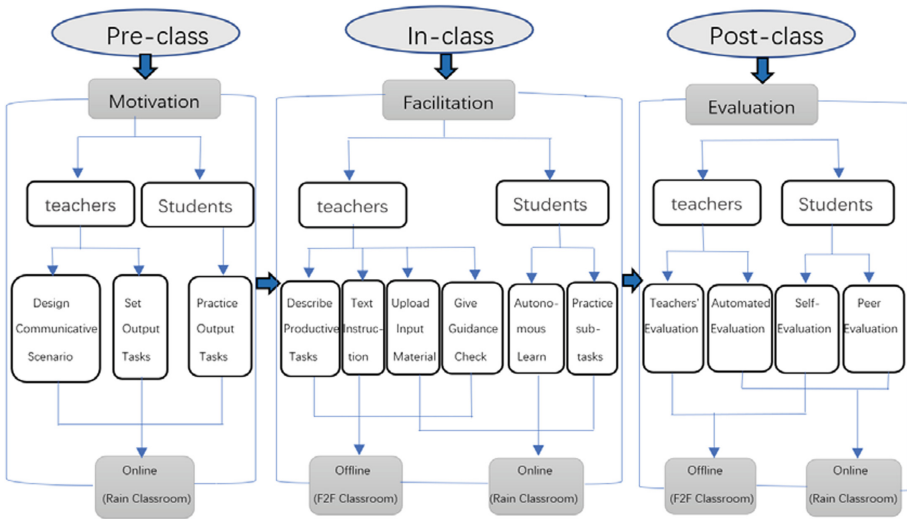 Pre-class
In-class
Post-class
Motivation
Facilitation
Evaluation
teachers
Students
teachers
Students
teachers
Students
Design
Communicative
Scenario
Set
Output
Tasks
Practice
Output
Tasks
Describe
Productive
Tasks
Text
Instruc-
tion
Upload
Input
Material
Give
Guidance
Check
Autono-
mous
Learn
Practice
sub-
tasks
Teachers'
Evaluation
Automated
Evaluation
Self-
Evaluation
Peer
Evaluation
Online
(Rain Classroom)
Offline
(F2F Classroom)
Online
(Rain Classroom)
Offline
(F2F Classroom)
Online
(Rain Classroom)